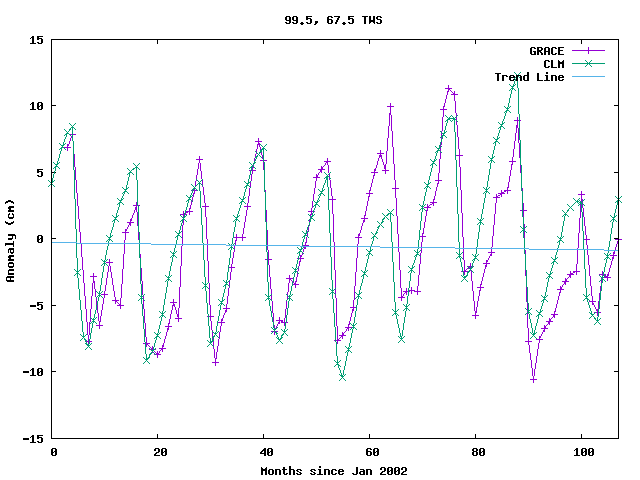 99.5, 67.5 TWS
15
GRACE
CLM
Trend Line
10
5
0
-5
-10
-15
Anomaly (cm)
0 20 40 60 80 100
Months since Jan 2002